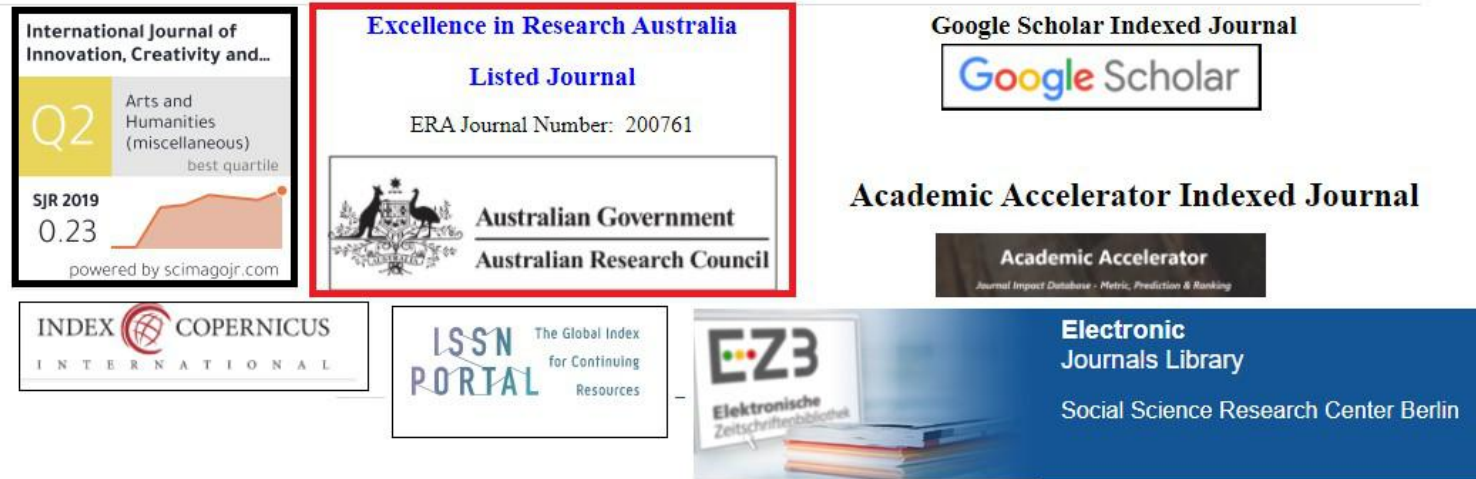 International Journal of
Innovation, Creativity and...
Q2
Arts and
Humanities
(miscellaneous)
best quartile
SJR 2019
0.23
powered by scimagojr.com
Excellence in Research Australia
Listed Journal
ERA Journal Number: 200761
Australian Government
Australian Research Council
Google Scholar Indexed Journal
Google Scholar
Academic Accelerator Indexed Journal
Academic Accelerator
Journal Impact Database - Metric, Prediction & Ranking
INDEX COPERNICUS
INTERNATIONAL
ISSN
PORTAL
The Global Index
for Continuing
Resources
EZ3
Elektronische
Zeitschriftenbibliothek
Electronic
Journals Library
Social Science Research Center Berlin